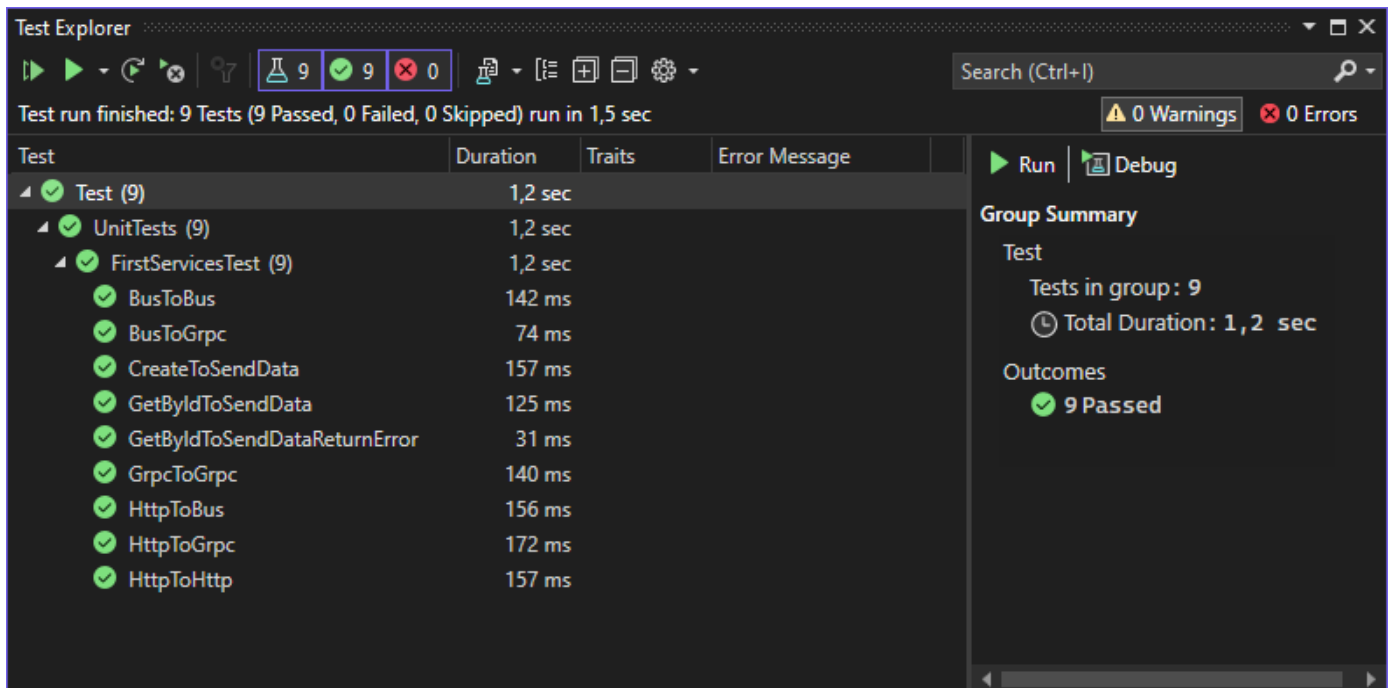 Test Explorer
9 9 0
Search (Ctrl+I)
Test run finished: 9 Tests (9 Passed, 0 Failed, 0 Skipped) run in 1,5 sec
0 Warnings 0 Errors
Test Duration Traits Error Message
Test (9) 1,2 sec
UnitTests (9) 1,2 sec
FirstServicesTest (9) 1,2 sec
BusToBus 142 ms
BusToGrpc 74 ms
CreateToSendData 157 ms
GetByIdToSendData 125 ms
GetByIdToSendDataReturnError 31 ms
GrpcToGrpc 140 ms
HttpToBus 156 ms
HttpToGrpc 172 ms
HttpToHttp 157 ms
Run Debug
Group Summary
Test
Tests in group: 9
Total Duration: 1,2 sec
Outcomes
9 Passed